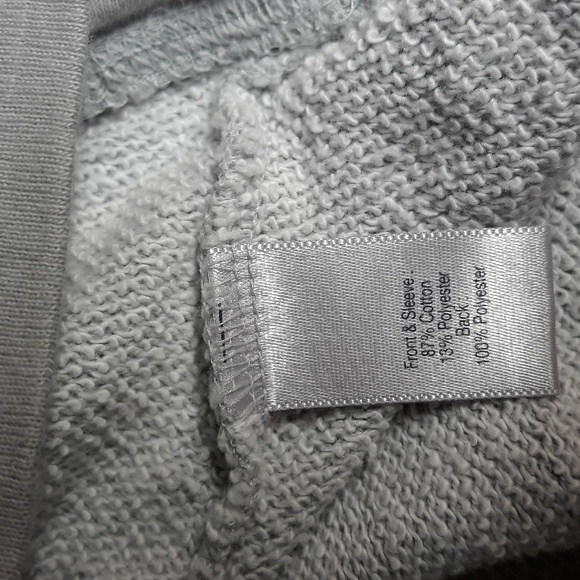 Front & Sleeve :
87% Cotton
13% Polyester
Back
100% Polyester